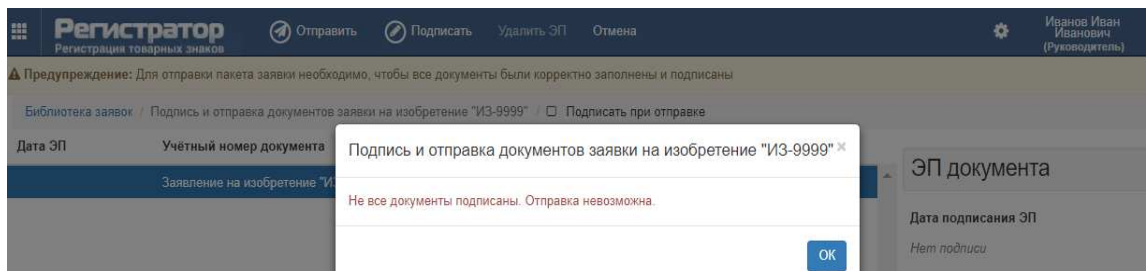 Регистратор
Регистрация товарных знаков
Отправить
Подписать
Удалить ЭП
Отмена
Иванов Иван
Иванович
(Руководитель)
Предупреждение: Для отправки пакета заявки необходимо, чтобы все документы были корректно заполнены и подписаны
Библиотека заявок / Подпись и отправка документов заявки на изобретение "ИЗ-9999" / Подписать при отправке
Дата ЭП
Учётный номер документа
Подпись и отправка документов заявки на изобретение "ИЗ-9999" ×
ЭП документа
Заявление на изобретение "И
Не все документы подписаны. Отправка невозможна.
Дата подписания ЭП
Нет подписи
ОК